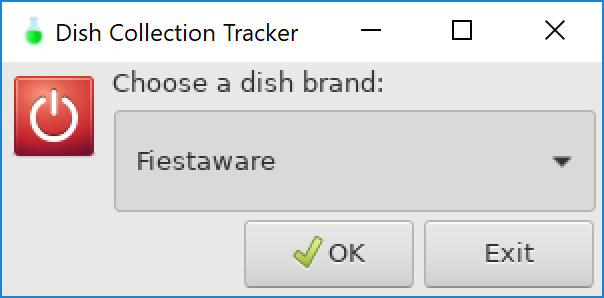 Dish Collection Tracker
Choose a dish brand:
Fiestaware
OK
Exit